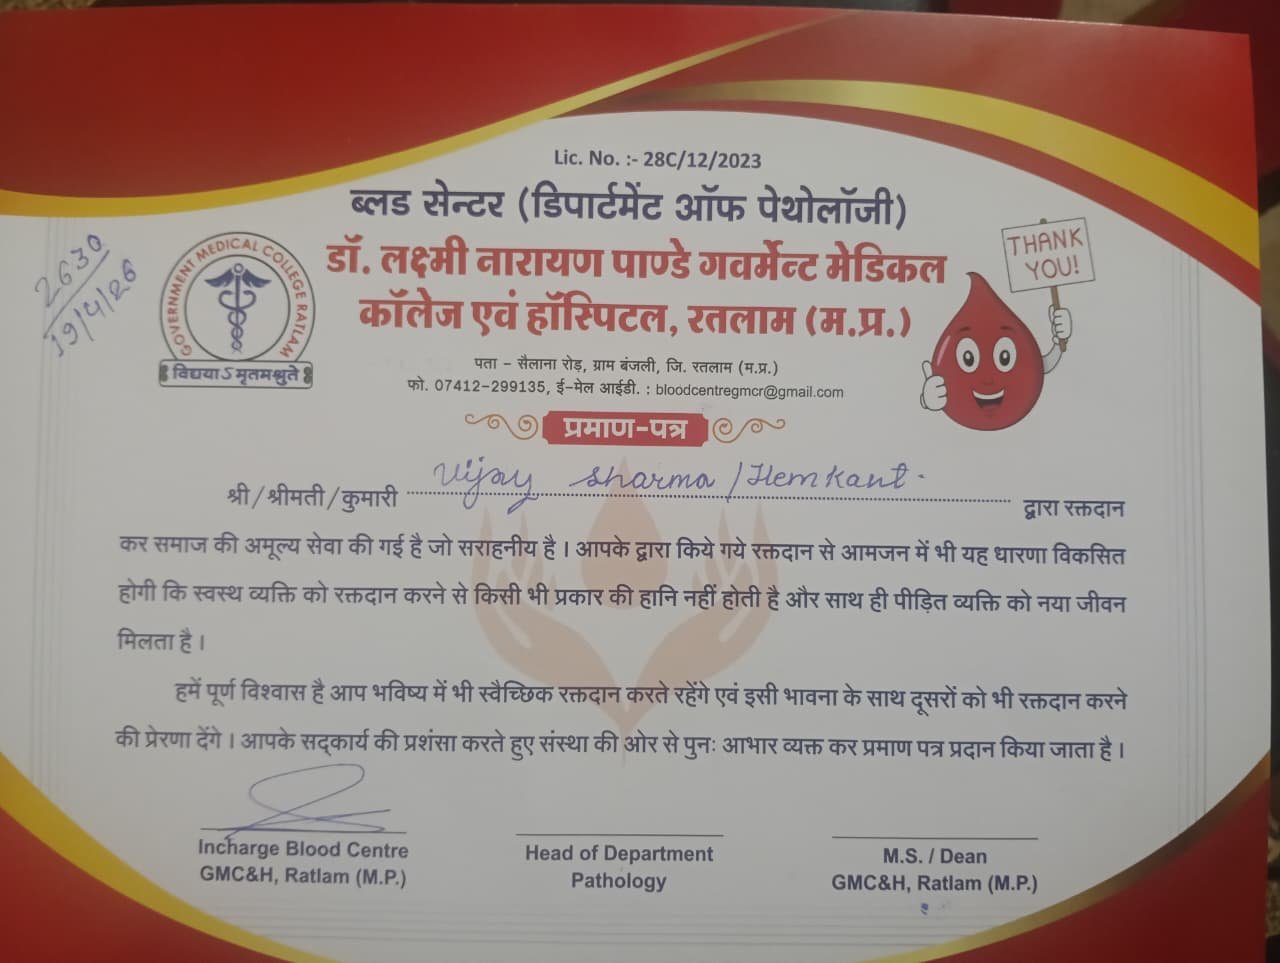 Lic. No. :- 28C/12/2023
ब्लड सेन्टर (डिपार्टमेंट ऑफ पेथोलॉजी)
डॉ. लक्ष्मी नारायण पाण्डे गवर्मेन्ट मेडिकल
कॉलेज एवं हॉस्पिटल, रतलाम (म.प्र.)
2630
19/4/26
GOVERNMENT MEDICAL COLLEGE RATLAM
विद्ययाऽमृतमश्नुते
THANK
YOU!
पता – सैलाना रोड़, ग्राम बंजली, जि. रतलाम (म.प्र.)
फो. 07412-299135, ई-मेल आईडी. : bloodcentregmcr@gmail.com
प्रमाण-पत्र
श्री/श्रीमती/कुमारी Vijay Sharma/Hemkant द्वारा रक्तदान
कर समाज की अमूल्य सेवा की गई है जो सराहनीय है। आपके द्वारा किये गये रक्तदान से आमजन में भी यह धारणा विकसित
होगी कि स्वस्थ व्यक्ति को रक्तदान करने से किसी भी प्रकार की हानि नहीं होती है और साथ ही पीड़ित व्यक्ति को नया जीवन
मिलता है।
हमें पूर्ण विश्वास है आप भविष्य में भी स्वैच्छिक रक्तदान करते रहेंगे एवं इसी भावना के साथ दूसरों को भी रक्तदान करने
की प्रेरणा देंगे। आपके सद्कार्य की प्रशंसा करते हुए संस्था की ओर से पुनः आभार व्यक्त कर प्रमाण पत्र प्रदान किया जाता है।
Incharge Blood Centre
GMC&H, Ratlam (M.P.)
Head of Department
Pathology
M.S. / Dean
GMC&H, Ratlam (M.P.)